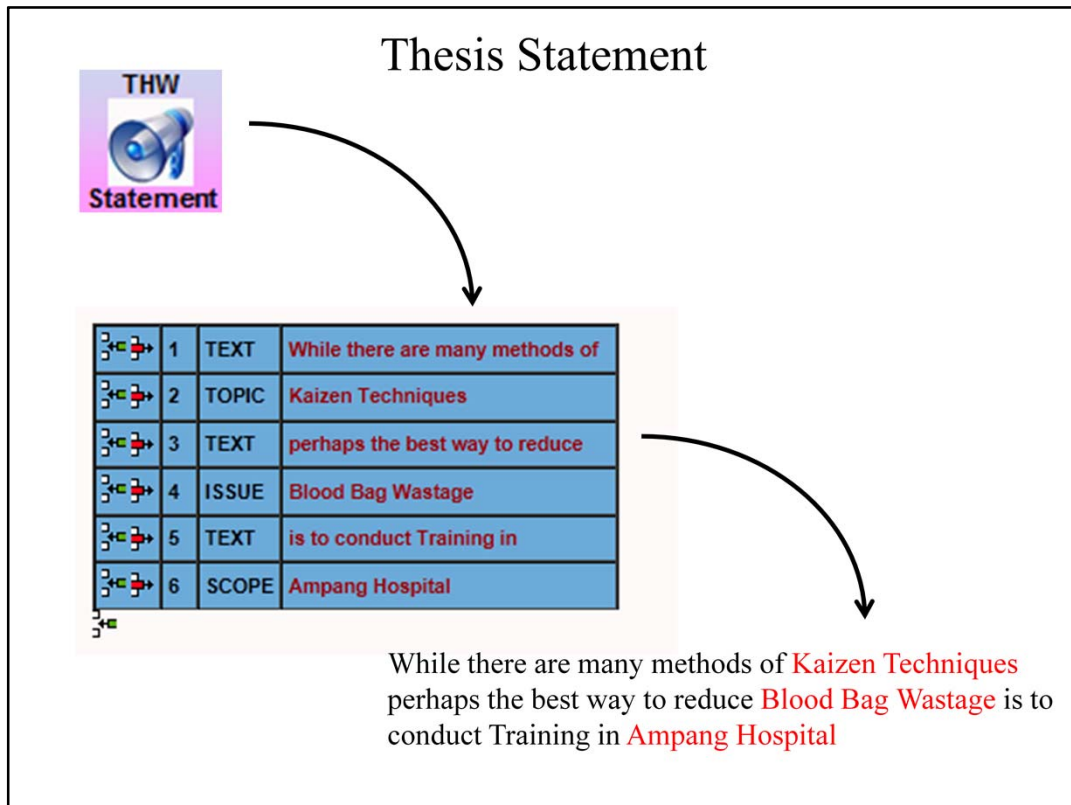 Thesis Statement
THW
Statement
1 TEXT While there are many methods of
2 TOPIC Kaizen Techniques
3 TEXT perhaps the best way to reduce
4 ISSUE Blood Bag Wastage
5 TEXT is to conduct Training in
6 SCOPE Ampang Hospital
While there are many methods of Kaizen Techniques
perhaps the best way to reduce Blood Bag Wastage is to
conduct Training in Ampang Hospital